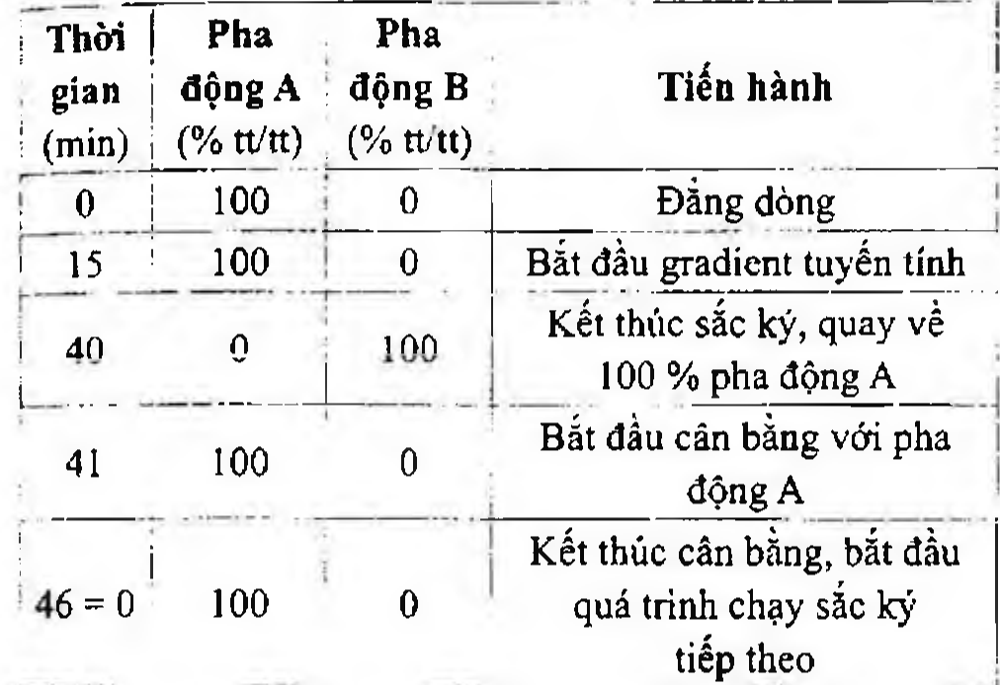 Thời Pha Pha
gian động A động B Tiến hành
(min) (% tt/tt) (% tt/tt)
0 100 0 Đẳng dòng
15 100 0 Bắt đầu gradient tuyến tính
40 0 100 Kết thúc sắc ký, quay về
100 % pha động A
41 100 0 Bắt đầu cân bằng với pha
động A
46 = 0 100 0 Kết thúc cân bằng, bắt đầu
quá trình chạy sắc ký
tiếp theo